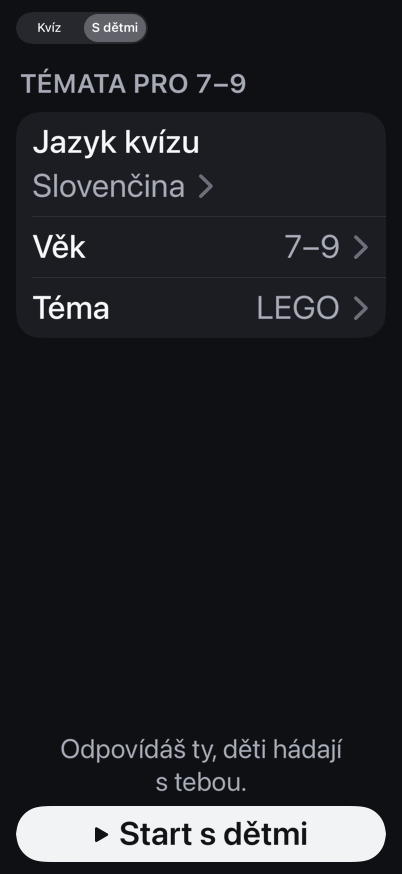 Kvíz
S dětmi
TÉMATA PRO 7–9
Jazyk kvízu
Slovenčina
Věk 7–9
Téma LEGO
Odpovídáš ty, děti hádají
s tebou.
Start s dětmi